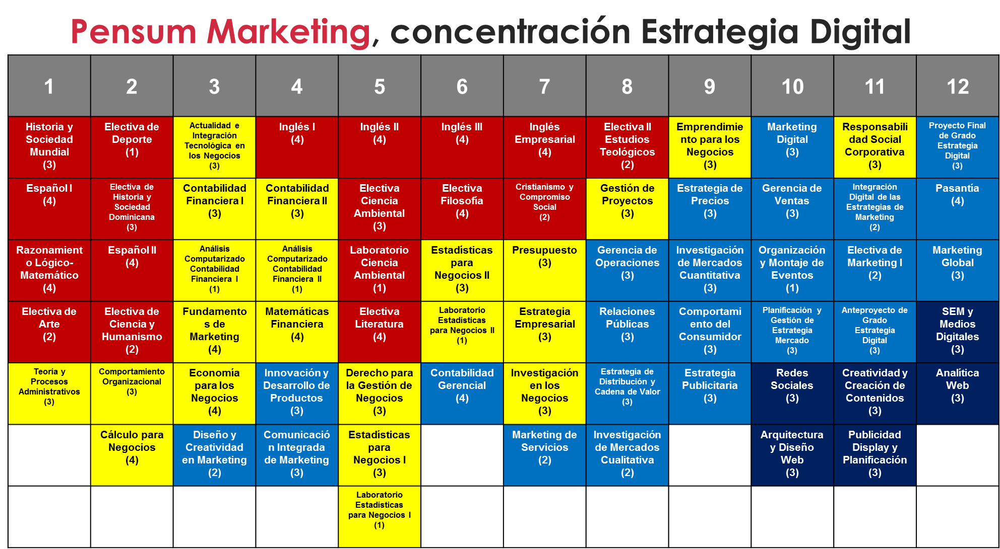 Pensum Marketing, concentración Estrategia Digital
1 2 3 4 5 6 7 8 9 10 11 12
Historia y
Sociedad
Mundial
(3)
Electiva de
Deporte
(1)
Actualidad e
Integración
Tecnológica en
los Negocios
(3)
Inglés I
(4)
Inglés II
(4)
Inglés III
(4)
Inglés
Empresarial
(4)
Electiva II
Estudios
Teológicos
(2)
Emprendimie
nto para los
Negocios
(3)
Marketing
Digital
(3)
Responsabili
dad Social
Corporativa
(3)
Proyecto Final
de Grado
Estrategia
Digital
(3)
Español I
(4)
Electiva de
Historia y
Sociedad
Dominicana
(3)
Contabilidad
Financiera I
(3)
Contabilidad
Financiera II
(3)
Electiva
Ciencia
Ambiental
(3)
Electiva
Filosofía
(4)
Cristianismo y
Compromiso
Social
(2)
Gestión de
Proyectos
(3)
Estrategia de
Precios
(3)
Gerencia de
Ventas
(3)
Integración
Digital de las
Estrategias de
Marketing
(2)
Pasantía
(4)
Razonamient
o Lógico-
Matemático
(4)
Español II
(4)
Análisis
Computarizado
Contabilidad
Financiera I
(1)
Análisis
Computarizado
Contabilidad
Financiera II
(1)
Laboratorio
Ciencia
Ambiental
(1)
Estadísticas
para
Negocios II
(3)
Presupuesto
(3)
Gerencia de
Operaciones
(3)
Investigación
de Mercados
Cuantitativa
(3)
Organización
y Montaje de
Eventos
(1)
Electiva de
Marketing I
(2)
Marketing
Global
(3)
Electiva de
Arte
(2)
Electiva de
Ciencia y
Humanismo
(2)
Fundamento
s de
Marketing
(4)
Matemáticas
Financiera
(4)
Electiva
Literatura
(4)
Laboratorio
Estadísticas
para Negocios II
(1)
Estrategia
Empresarial
(3)
Relaciones
Públicas
(3)
Comportami
ento del
Consumidor
(3)
Planificación y
Gestión de
Estrategia
Mercado
(3)
Anteproyecto de
Grado
Estrategia
Digital
(3)
SEM y
Medios
Digitales
(3)
Teoría y
Procesos
Administrativos
(3)
Comportamiento
Organizacional
(3)
Economía
para los
Negocios
(4)
Innovación y
Desarrollo de
Productos
(3)
Derecho para
la Gestión de
Negocios
(3)
Contabilidad
Gerencial
(4)
Investigación
en los
Negocios
(3)
Estrategia de
Distribución y
Cadena de Valor
(3)
Estrategia
Publicitaria
(3)
Redes
Sociales
(3)
Creatividad y
Creación de
Contenidos
(3)
Analítica
Web
(3)
Cálculo para
Negocios
(4)
Diseño y
Creatividad
en Marketing
(2)
Comunicació
n Integrada
de Marketing
(3)
Estadísticas
para
Negocios I
(3)
Marketing de
Servicios
(2)
Investigación
de Mercados
Cualitativa
(2)
Arquitectura
y Diseño
Web
(3)
Publicidad
Display y
Planificación
(3)
Laboratorio
Estadísticas
para Negocios I
(1)